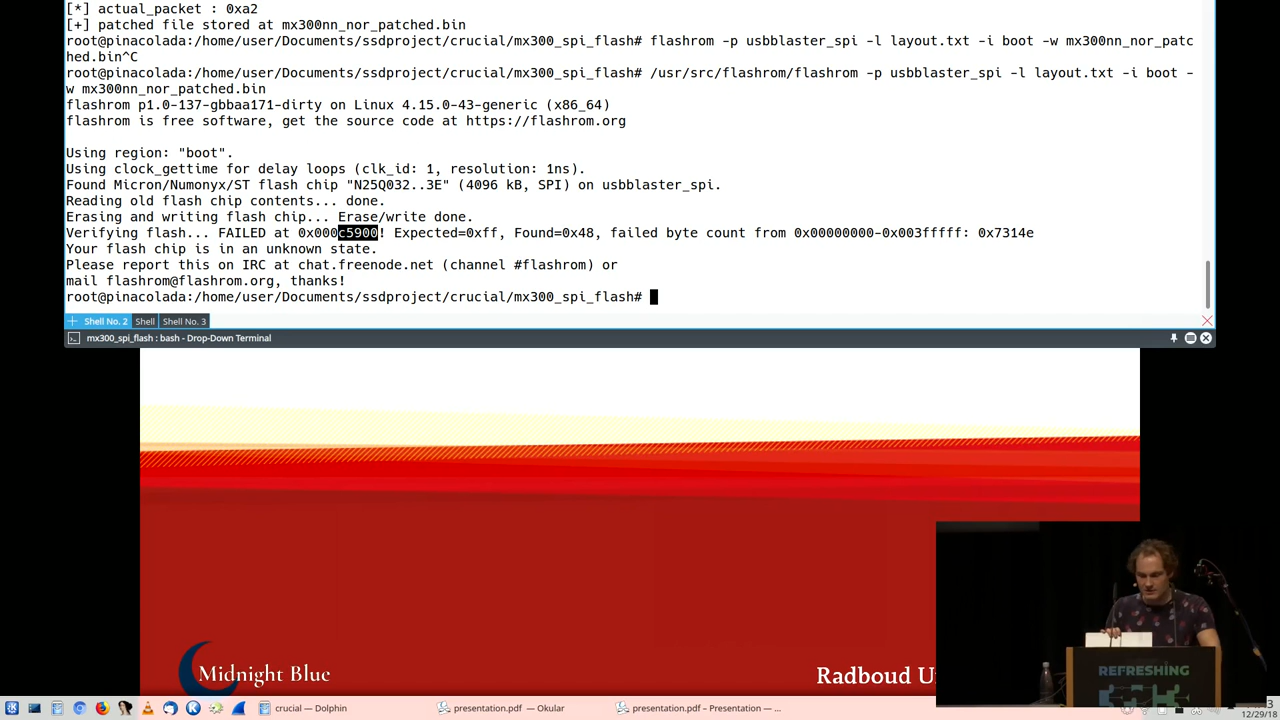 [*] actual_packet : 0xa2
[+] patched file stored at mx300nn_nor_patched.bin
root@pinacolada:/home/user/Documents/ssdproject/crucial/mx300_spi_flash# flashrom -p usbblaster_spi -l layout.txt -i boot -w mx300nn_nor_patc
hed.bin^C
root@pinacolada:/home/user/Documents/ssdproject/crucial/mx300_spi_flash# /usr/src/flashrom/flashrom -p usbblaster_spi -l layout.txt -i boot -
w mx300nn_nor_patched.bin
flashrom p1.0-137-gbbaa171-dirty on Linux 4.15.0-43-generic (x86_64)
flashrom is free software, get the source code at https://flashrom.org
Using region: "boot".
Using clock_gettime for delay loops (clk_id: 1, resolution: 1ns).
Found Micron/Numonyx/ST flash chip "N25Q032..3E" (4096 kB, SPI) on usbblaster_spi.
Reading old flash chip contents... done.
Erasing and writing flash chip... Erase/write done.
Verifying flash... FAILED at 0x000c5900! Expected=0xff, Found=0x48, failed byte count from 0x00000000-0x003fffff: 0x7314e
Your flash chip is in an unknown state.
Please report this on IRC at chat.freenode.net (channel #flashrom) or
mail flashrom@flashrom.org, thanks!
root@pinacolada:/home/user/Documents/ssdproject/crucial/mx300_spi_flash#
Shell No. 2 Shell Shell No. 3
mx300_spi_flash : bash - Drop-Down Terminal
Midnight Blue
Radboud U
REFRESHING
crucial — Dolphin presentation.pdf — Okular presentation.pdf – Presentation — ...
12/29/18